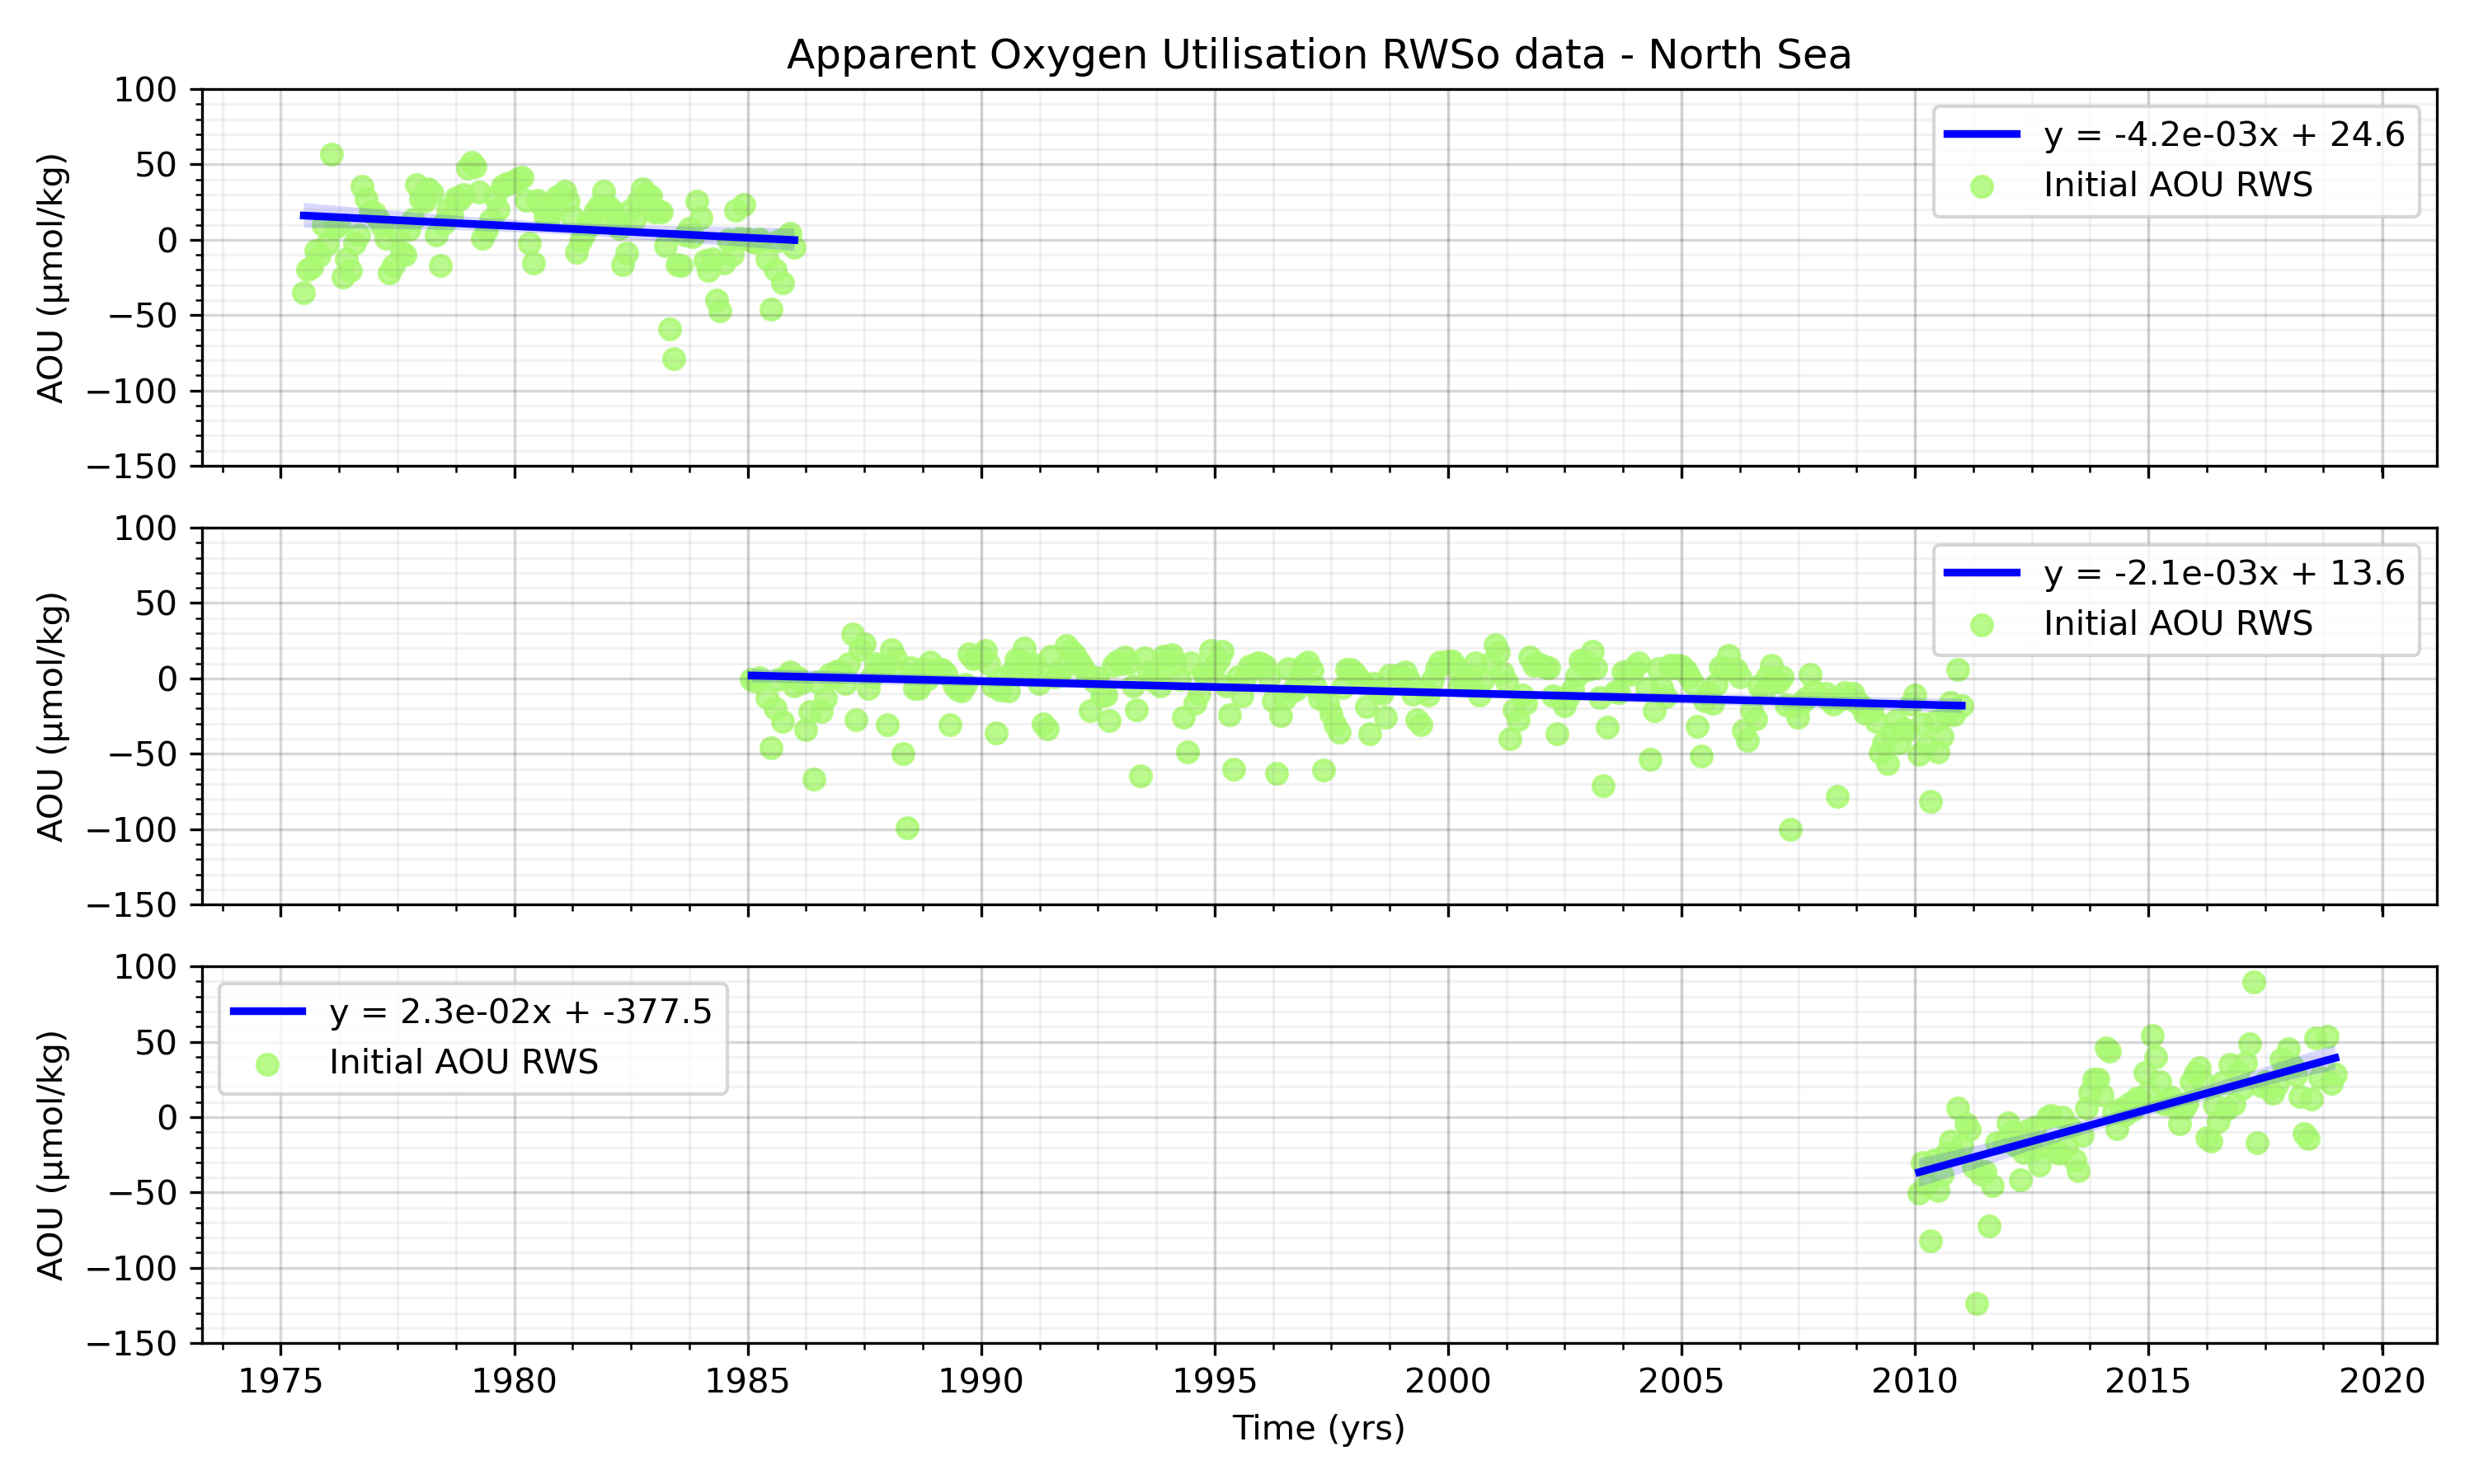 Apparent Oxygen Utilisation RWSo data - North Sea
100
50
0
−50
−100
−150
AOU (µmol/kg)
y = -4.2e-03x + 24.6
Initial AOU RWS
100
50
0
−50
−100
−150
AOU (µmol/kg)
y = -2.1e-03x + 13.6
Initial AOU RWS
100
50
0
−50
−100
−150
AOU (µmol/kg)
y = 2.3e-02x + -377.5
Initial AOU RWS
1975 1980 1985 1990 1995 2000 2005 2010 2015 2020
Time (yrs)